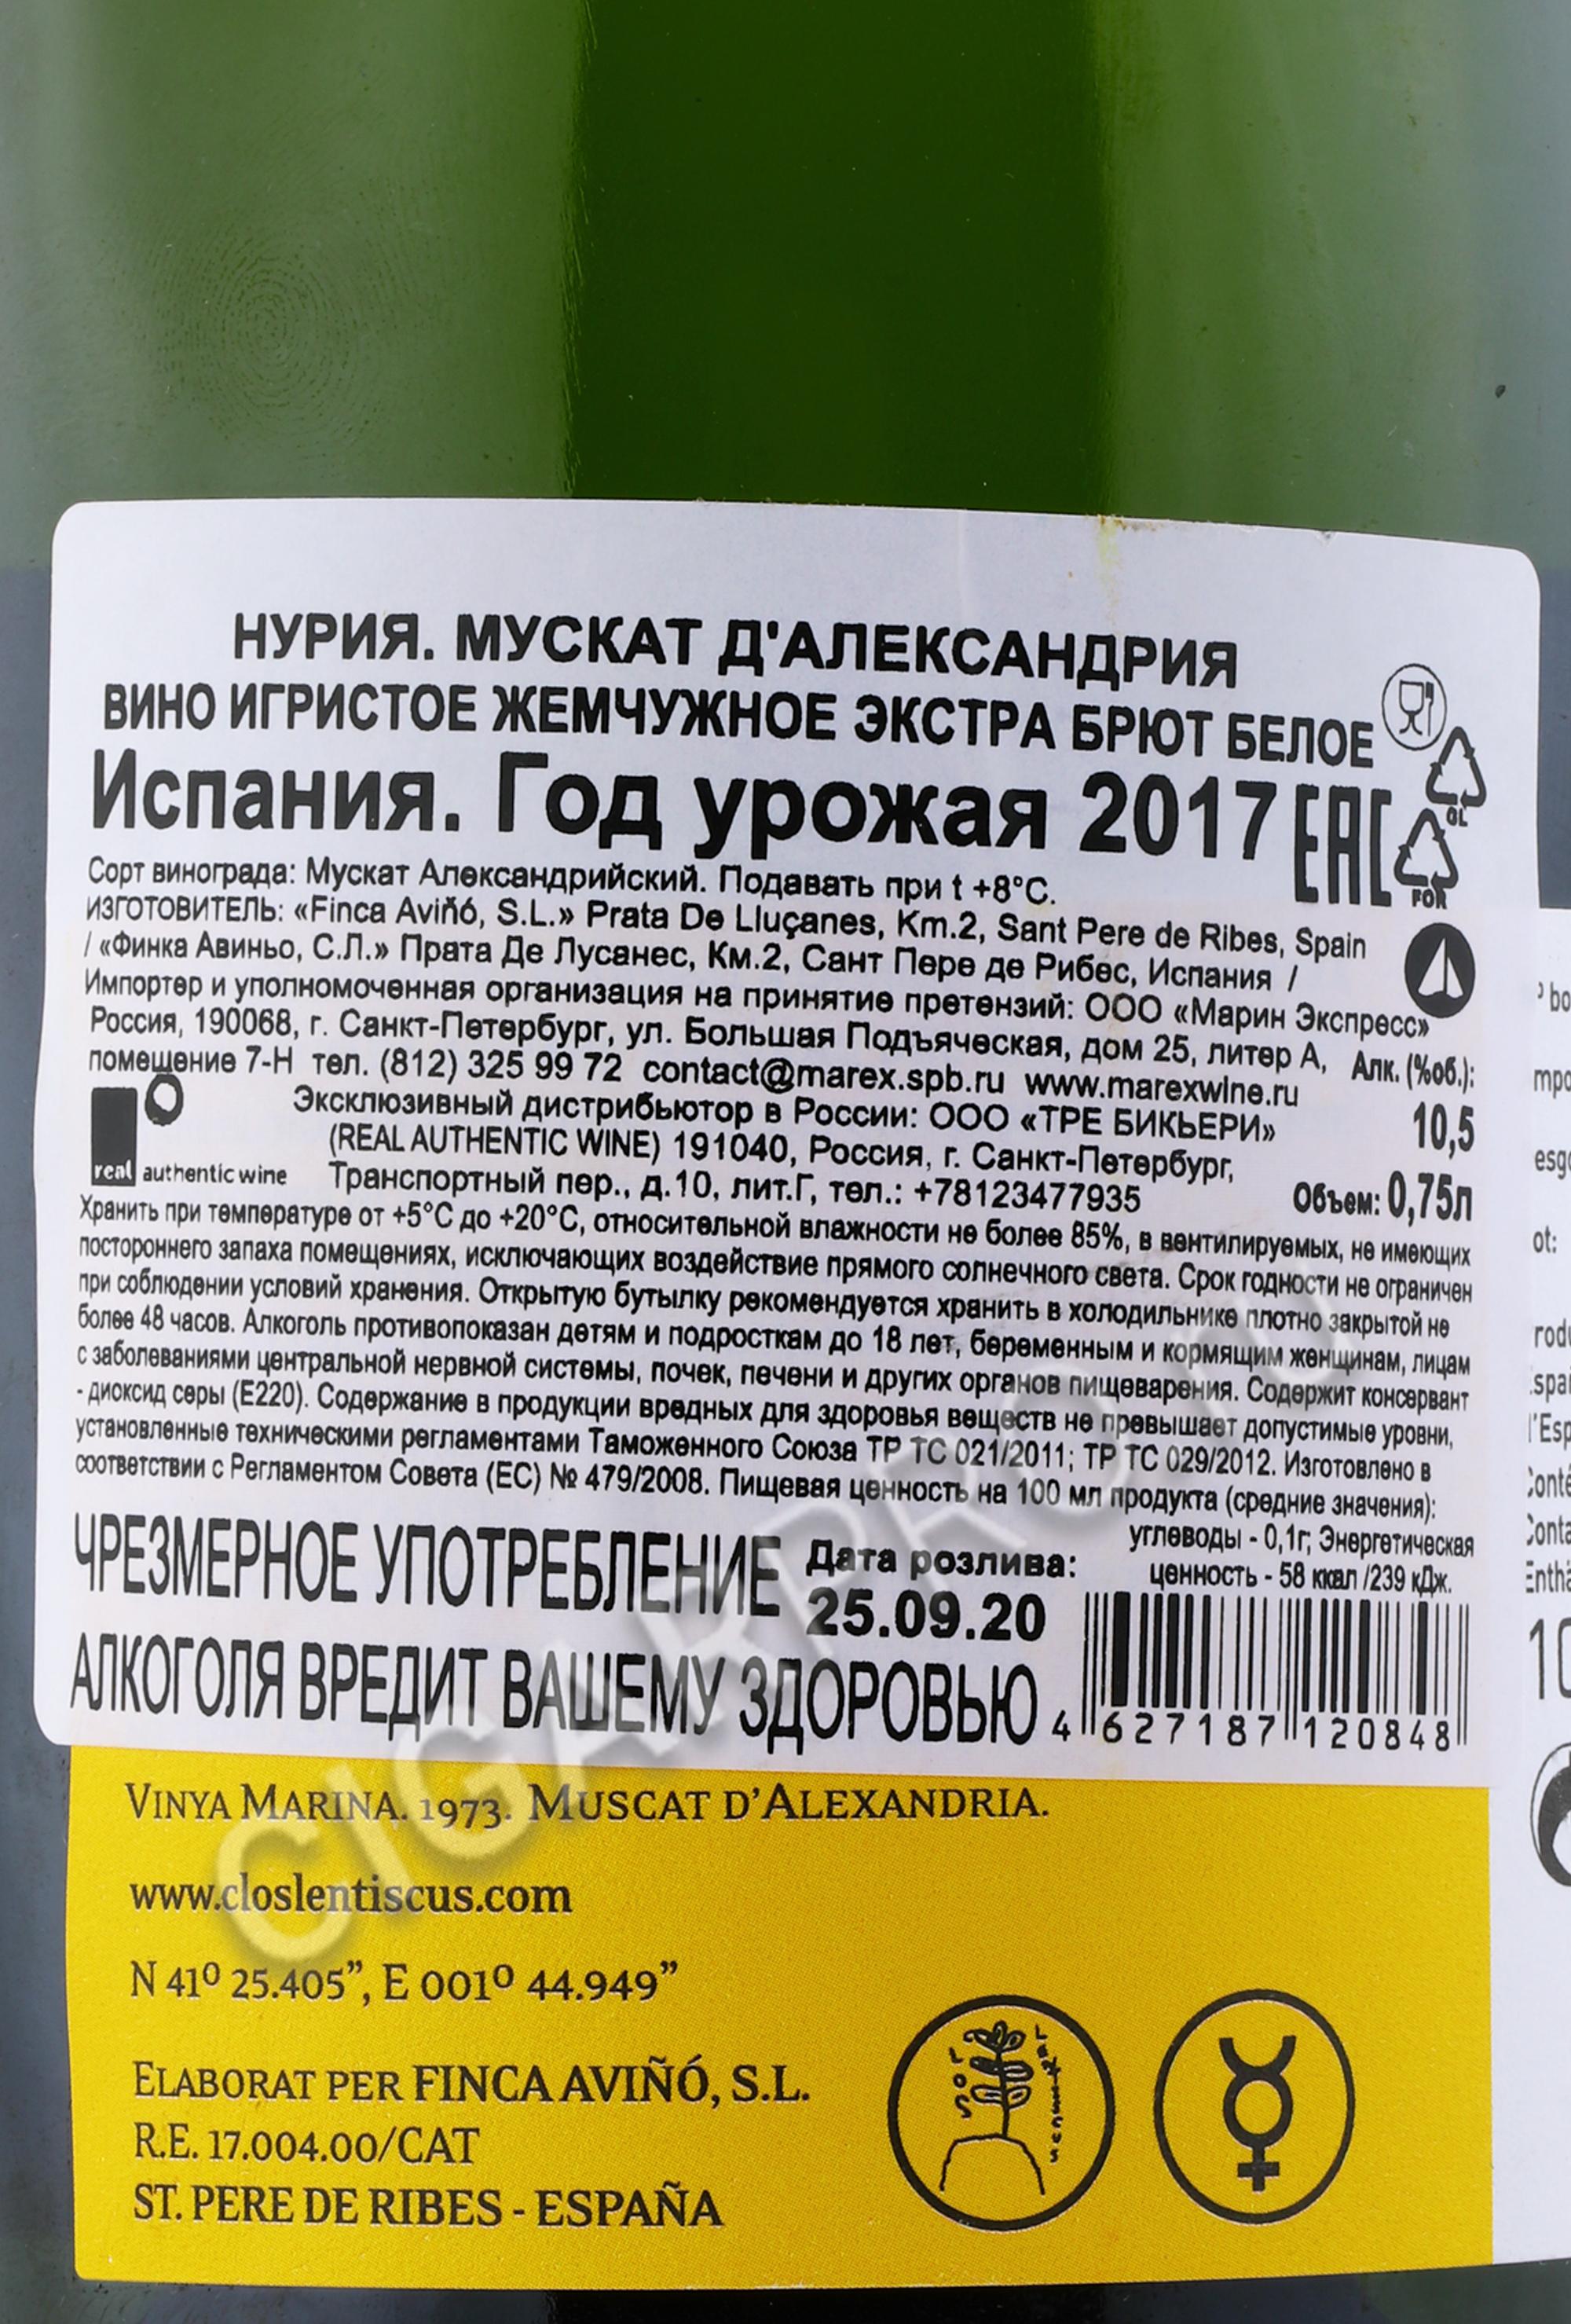 НУРИЯ. МУСКАТ Д'АЛЕКСАНДРИЯ
ВИНО ИГРИСТОЕ ЖЕМЧУЖНОЕ ЭКСТРА БРЮТ БЕЛОЕ
Испания. Год урожая 2017 EAC
GL
FOR
Сорт винограда: Мускат Александрийский. Подавать при t +8°C.
ИЗГОТОВИТЕЛЬ: «Finca Aviñó, S.L.» Prata De Lluçanes, Km.2, Sant Pere de Ribes, Spain
/ «Финка Авиньо, С.Л.» Прата Де Лусанес, Км.2, Сант Пере де Рибес, Испания /
Импортер и уполномоченная организация на принятие претензий: ООО «Марин Экспресс»
Россия, 190068, г. Санкт-Петербург, ул. Большая Подъяческая, дом 25, литер А,
помещение 7-Н тел. (812) 325 99 72 contact@marex.spb.ru www.marexwine.ru
Алк. (%об.):
10,5
Эксклюзивный дистрибьютор в России: ООО «ТРЕ БИКЬЕРИ»
(REAL AUTHENTIC WINE) 191040, Россия, г. Санкт-Петербург,
Транспортный пер., д.10, лит.Г, тел.: +78123477935
real authentic wine
Объем: 0,75л
Хранить при температуре от +5°C до +20°C, относительной влажности не более 85%, в вентилируемых, не имеющих
постороннего запаха помещениях, исключающих воздействие прямого солнечного света. Срок годности не ограничен
при соблюдении условий хранения. Открытую бутылку рекомендуется хранить в холодильнике плотно закрытой не
более 48 часов. Алкоголь противопоказан детям и подросткам до 18 лет, беременным и кормящим женщинам, лицам
с заболеваниями центральной нервной системы, почек, печени и других органов пищеварения. Содержит консервант
- диоксид серы (E220). Содержание в продукции вредных для здоровья веществ не превышает допустимые уровни,
установленные техническими регламентами Таможенного Союза ТР ТС 021/2011; ТР ТС 029/2012. Изготовлено в
соответствии с Регламентом Совета (ЕС) № 479/2008. Пищевая ценность на 100 мл продукта (средние значения):
углеводы - 0,1г; Энергетическая
ценность - 58 ккал /239 кДж.
ЧРЕЗМЕРНОЕ УПОТРЕБЛЕНИЕ
АЛКОГОЛЯ ВРЕДИТ ВАШЕМУ ЗДОРОВЬЮ
Дата розлива:
25.09.20
4 627187 120848
VINYA MARINA. 1973. MUSCAT D'ALEXANDRIA.
www.closlentiscus.com
N 41º 25.405”, E 001º 44.949”
ELABORAT PER FINCA AVIÑÓ, S.L.
R.E. 17.004.00/CAT
ST. PERE DE RIBES - ESPAÑA
CIGARPRO.ru